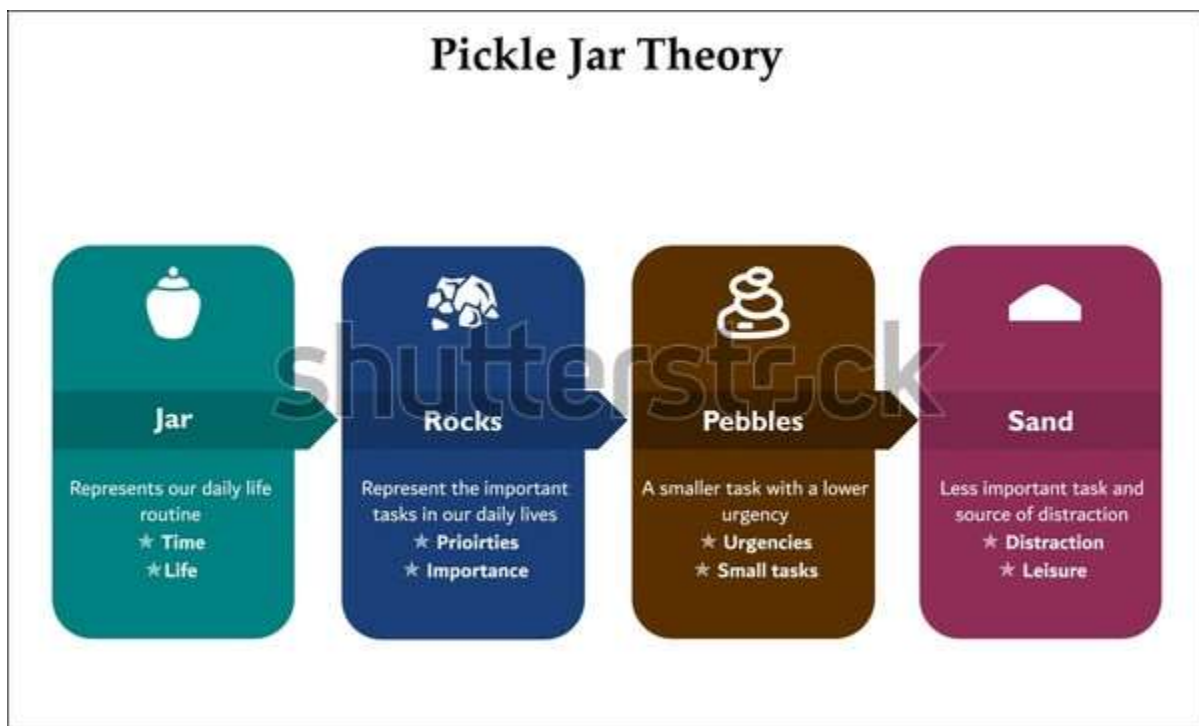 Pickle Jar Theory
shutterstock
Jar
Represents our daily life
routine
★ Time
★ Life
Rocks
Represent the important
tasks in our daily lives
★ Prioirties
★ Importance
Pebbles
A smaller task with a lower
urgency
★ Urgencies
★ Small tasks
Sand
Less important task and
source of distraction
★ Distraction
★ Leisure